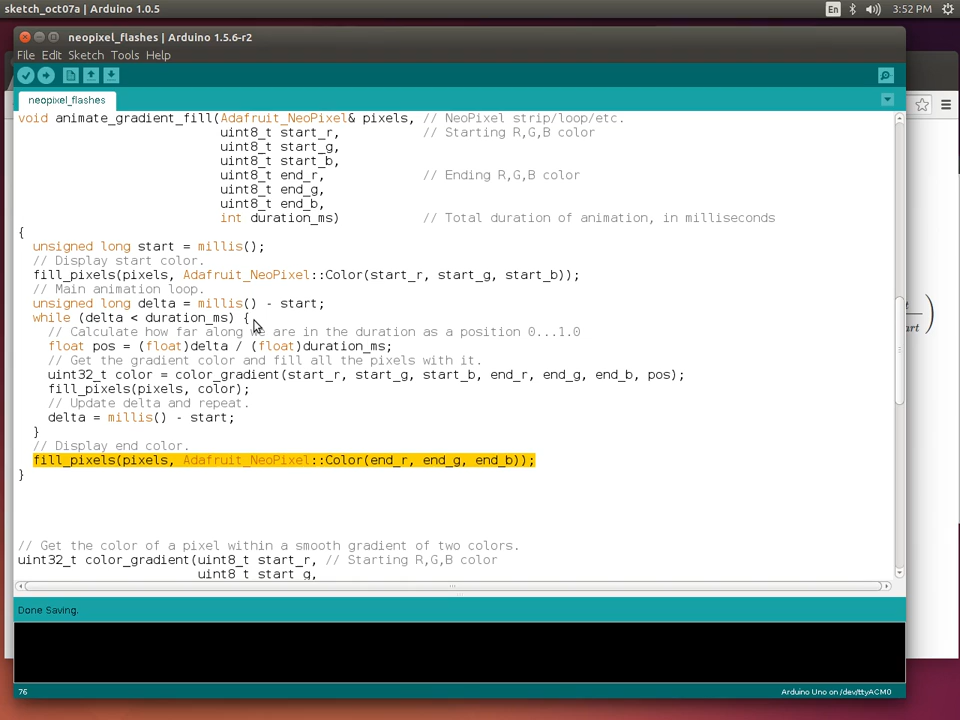 sketch_oct07a | Arduino 1.0.5
En
3:52 PM
neopixel_flashes | Arduino 1.5.6-r2
File Edit Sketch Tools Help
neopixel_flashes
void animate_gradient_fill(Adafruit_NeoPixel& pixels, // NeoPixel strip/loop/etc.
uint8_t start_r, // Starting R,G,B color
uint8_t start_g,
uint8_t start_b,
uint8_t end_r, // Ending R,G,B color
uint8_t end_g,
uint8_t end_b,
int duration_ms) // Total duration of animation, in milliseconds
{
unsigned long start = millis();
// Display start color.
fill_pixels(pixels, Adafruit_NeoPixel::Color(start_r, start_g, start_b));
// Main animation loop.
unsigned long delta = millis() - start;
while (delta < duration_ms) {
// Calculate how far along we are in the duration as a position 0...1.0
float pos = (float)delta / (float)duration_ms;
// Get the gradient color and fill all the pixels with it.
uint32_t color = color_gradient(start_r, start_g, start_b, end_r, end_g, end_b, pos);
fill_pixels(pixels, color);
// Update delta and repeat.
delta = millis() - start;
}
// Display end color.
fill_pixels(pixels, Adafruit_NeoPixel::Color(end_r, end_g, end_b));
}
// Get the color of a pixel within a smooth gradient of two colors.
uint32_t color_gradient(uint8_t start_r, // Starting R,G,B color
uint8_t start_g,
Done Saving.
76
Arduino Uno on /dev/ttyACM0